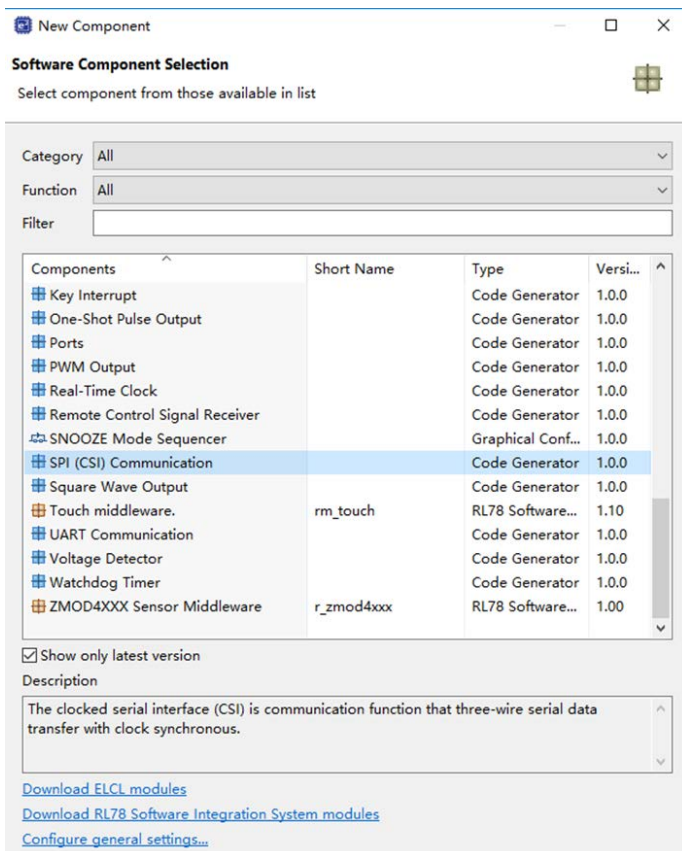 New Component
Software Component Selection
Select component from those available in list
Category All
Function All
Filter
Components Short Name Type Versi...
Key Interrupt Code Generator 1.0.0
One-Shot Pulse Output Code Generator 1.0.0
Ports Code Generator 1.0.0
PWM Output Code Generator 1.0.0
Real-Time Clock Code Generator 1.0.0
Remote Control Signal Receiver Code Generator 1.0.0
SNOOZE Mode Sequencer Graphical Conf... 1.0.0
SPI (CSI) Communication Code Generator 1.0.0
Square Wave Output Code Generator 1.0.0
Touch middleware. rm_touch RL78 Software... 1.10
UART Communication Code Generator 1.0.0
Voltage Detector Code Generator 1.0.0
Watchdog Timer Code Generator 1.0.0
ZMOD4XXX Sensor Middleware r_zmod4xxx RL78 Software... 1.00
Show only latest version
Description
The clocked serial interface (CSI) is communication function that three-wire serial data
transfer with clock synchronous.
Download ELCL modules
Download RL78 Software Integration System modules
Configure general settings...